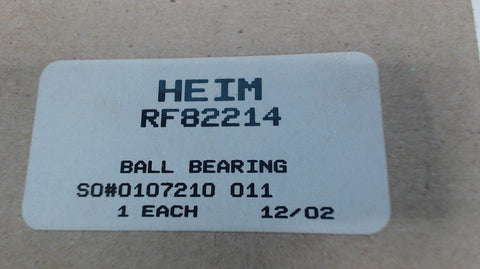 HEIM
RF82214
BALL BEARING
SO#0107210 011
1 EACH 12/02